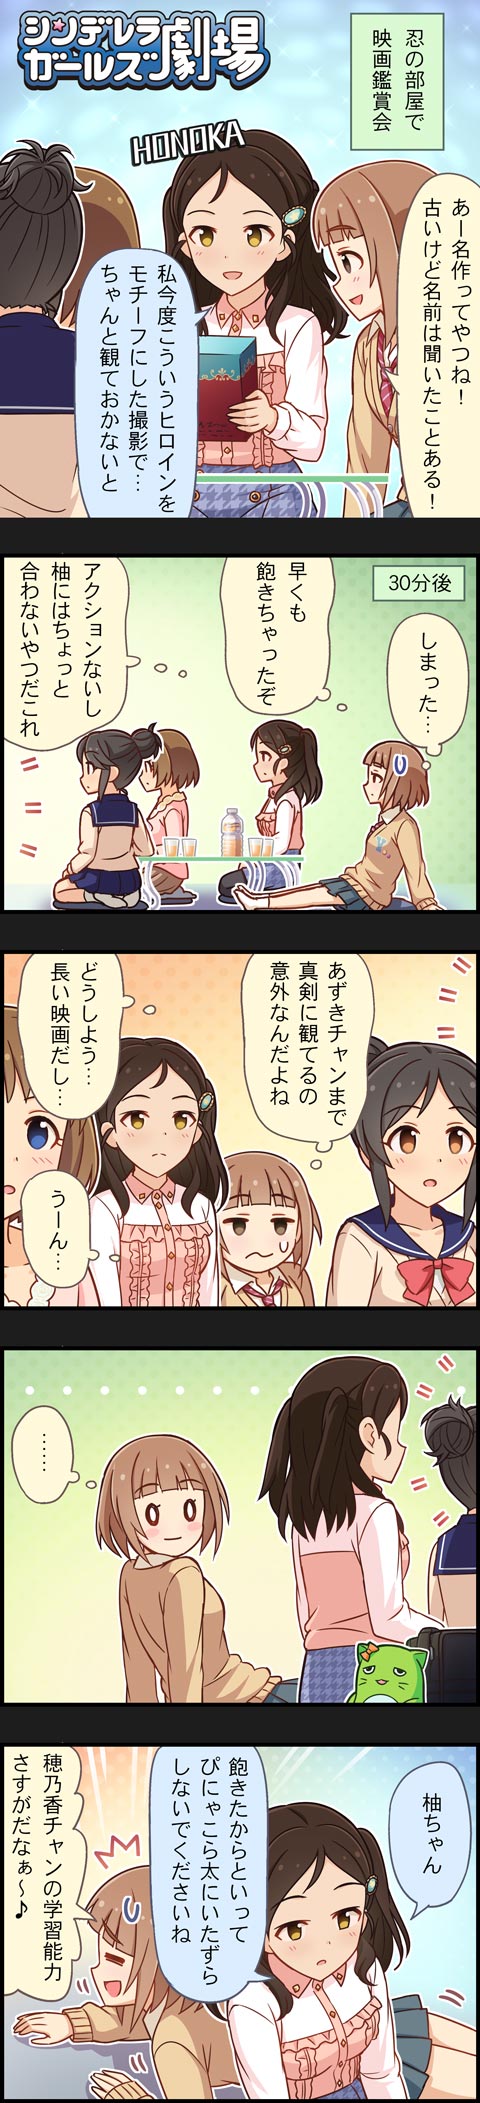 シンデレラ
ガールズ劇場
忍の部屋で
映画鑑賞会
HONOKA
あー名作ってやつね！
古いけど名前は聞いたことある！
私今度こういうヒロインを
モチーフにした撮影で…
ちゃんと観ておかないと
30分後
しまった…
早くも
飽きちゃったぞ
アクションないし
柚にはちょっと
合わないやつだこれ
あずきチャンまで
真剣に観てるの
意外なんだよね
どうしよう…
長い映画だし…
うーん…
……
柚ちゃん
飽きたからといって
ぴにゃこら太にいたずら
しないでくださいね
穂乃香チャンの学習能力
さすがだなぁ～♪